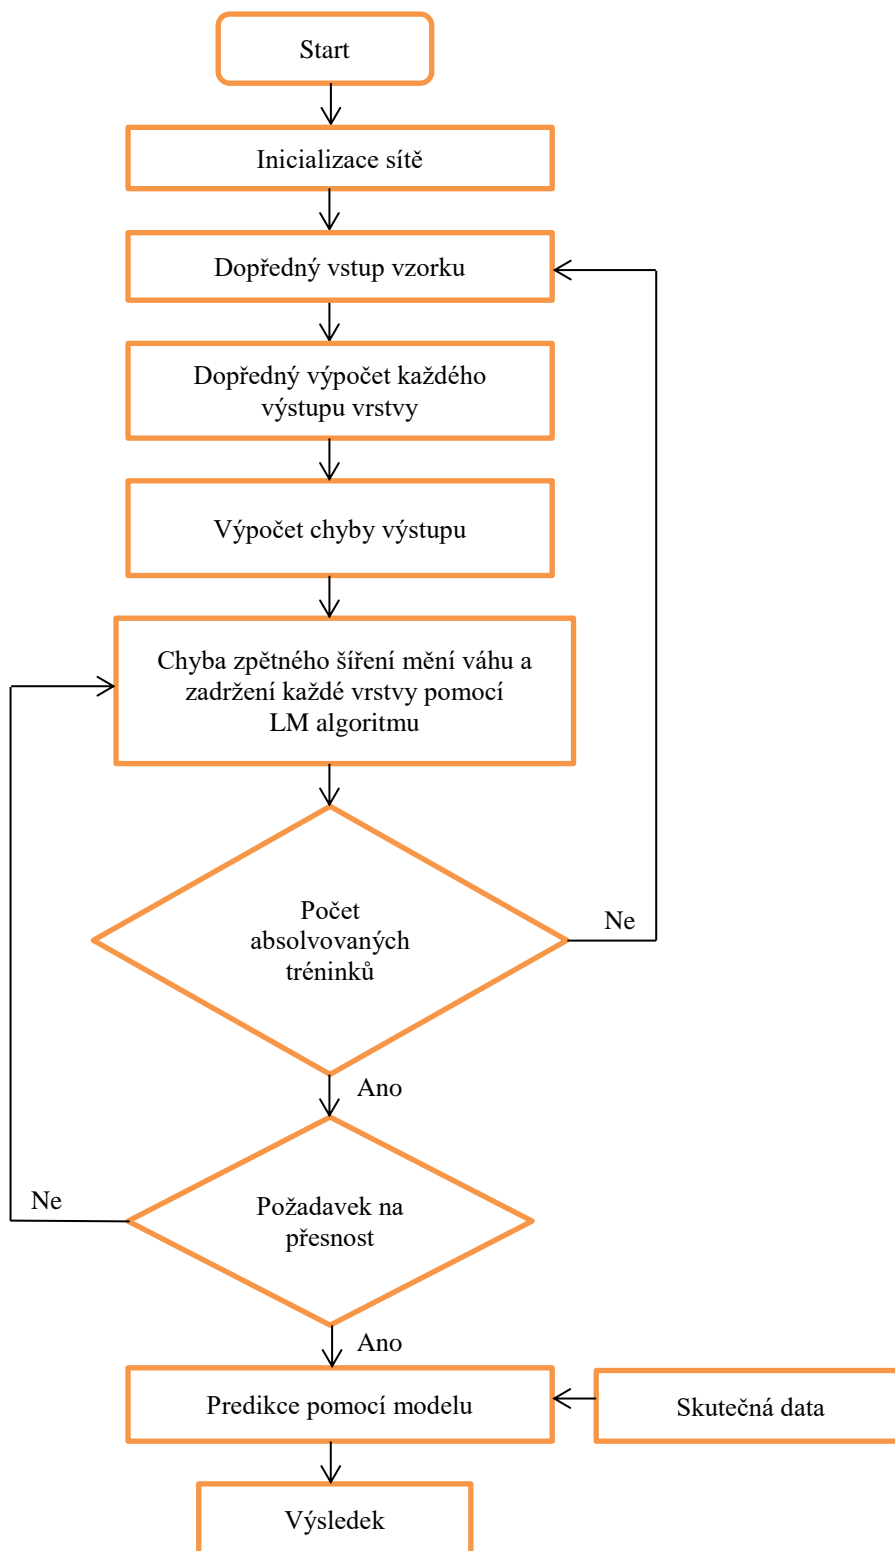 Start
Inicializace sítě
Dopředný vstup vzorku
Dopředný výpočet každého
výstupu vrstvy
Výpočet chyby výstupu
Chyba zpětného šíření mění váhu a
zadržení každé vrstvy pomocí
LM algoritmu
Počet
absolvovaných
tréninků
Ne
Ano
Ne
Požadavek na
přesnost
Ano
Predikce pomocí modelu
Skutečná data
Výsledek